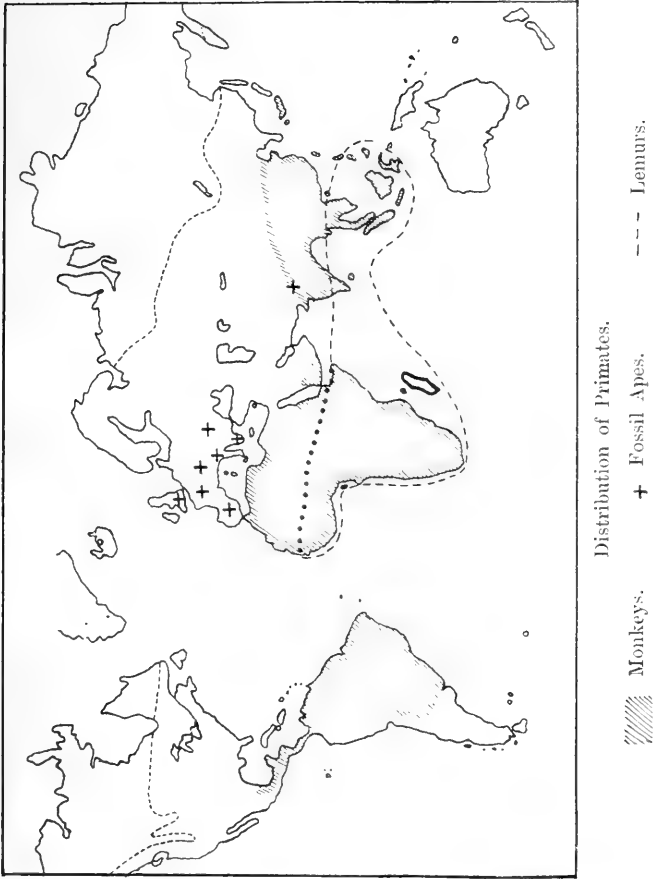 Distribution of Primates.
Monkeys. + Fossil Apes. --- Lemurs.